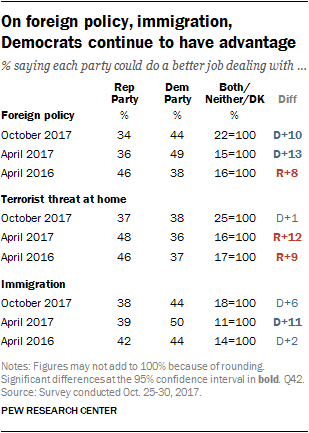 On foreign policy, immigration,
Democrats continue to have advantage
% saying each party could do a better job dealing with ...
Rep Party Dem Party Both/Neither/DK Diff
Foreign policy % % %
October 2017 34 44 22=100 D+10
April 2017 36 49 15=100 D+13
April 2016 46 38 16=100 R+8
Terrorist threat at home
October 2017 37 38 25=100 D+1
April 2017 48 36 16=100 R+12
April 2016 46 37 17=100 R+9
Immigration
October 2017 38 44 18=100 D+6
April 2017 39 50 11=100 D+11
April 2016 42 44 14=100 D+2
Notes: Figures may not add to 100% because of rounding.
Significant differences at the 95% confidence interval in bold. Q42.
Source: Survey conducted Oct. 25-30, 2017.
PEW RESEARCH CENTER